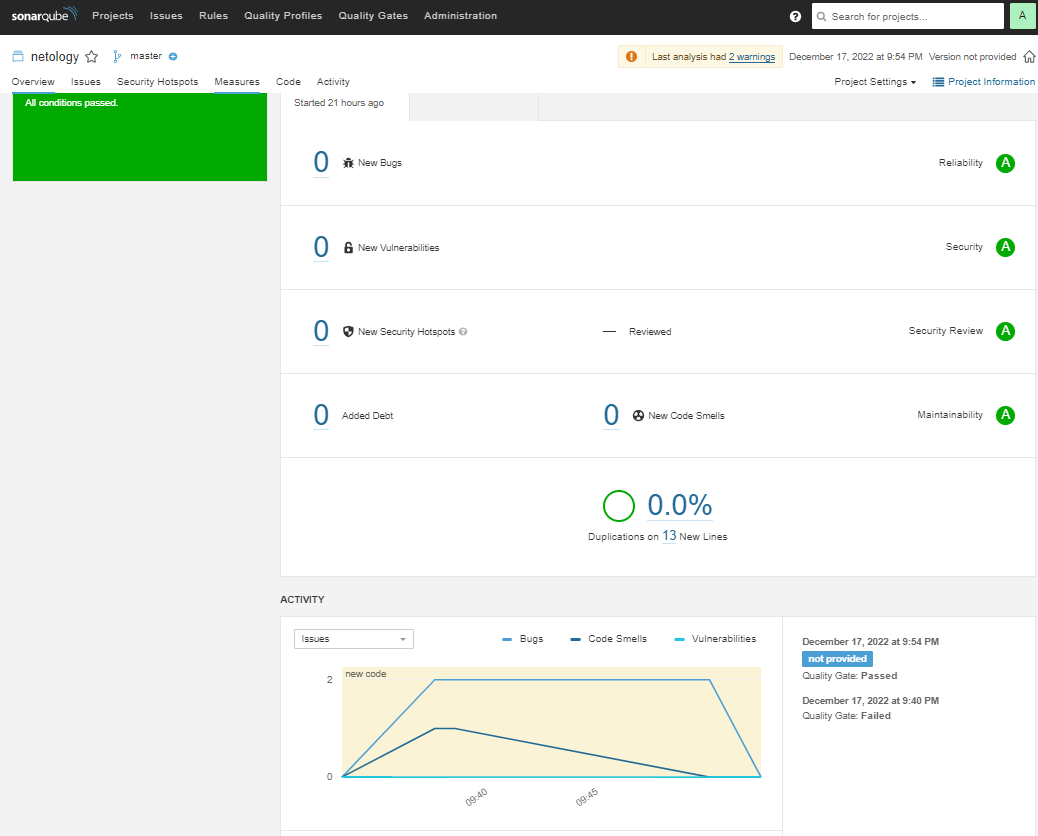 sonarqube Projects Issues Rules Quality Profiles Quality Gates Administration ? Search for projects... A
netology master Last analysis had 2 warnings December 17, 2022 at 9:54 PM Version not provided
Overview Issues Security Hotspots Measures Code Activity Project Settings Project Information
All conditions passed.
Started 21 hours ago
0 New Bugs Reliability A
0 New Vulnerabilities Security A
0 New Security Hotspots ? — Reviewed Security Review A
0 Added Debt 0 New Code Smells Maintainability A
0.0%
Duplications on 13 New Lines
ACTIVITY
Issues Bugs Code Smells Vulnerabilities
new code
2
0
09:40 09:45
December 17, 2022 at 9:54 PM
not provided
Quality Gate: Passed
December 17, 2022 at 9:40 PM
Quality Gate: Failed